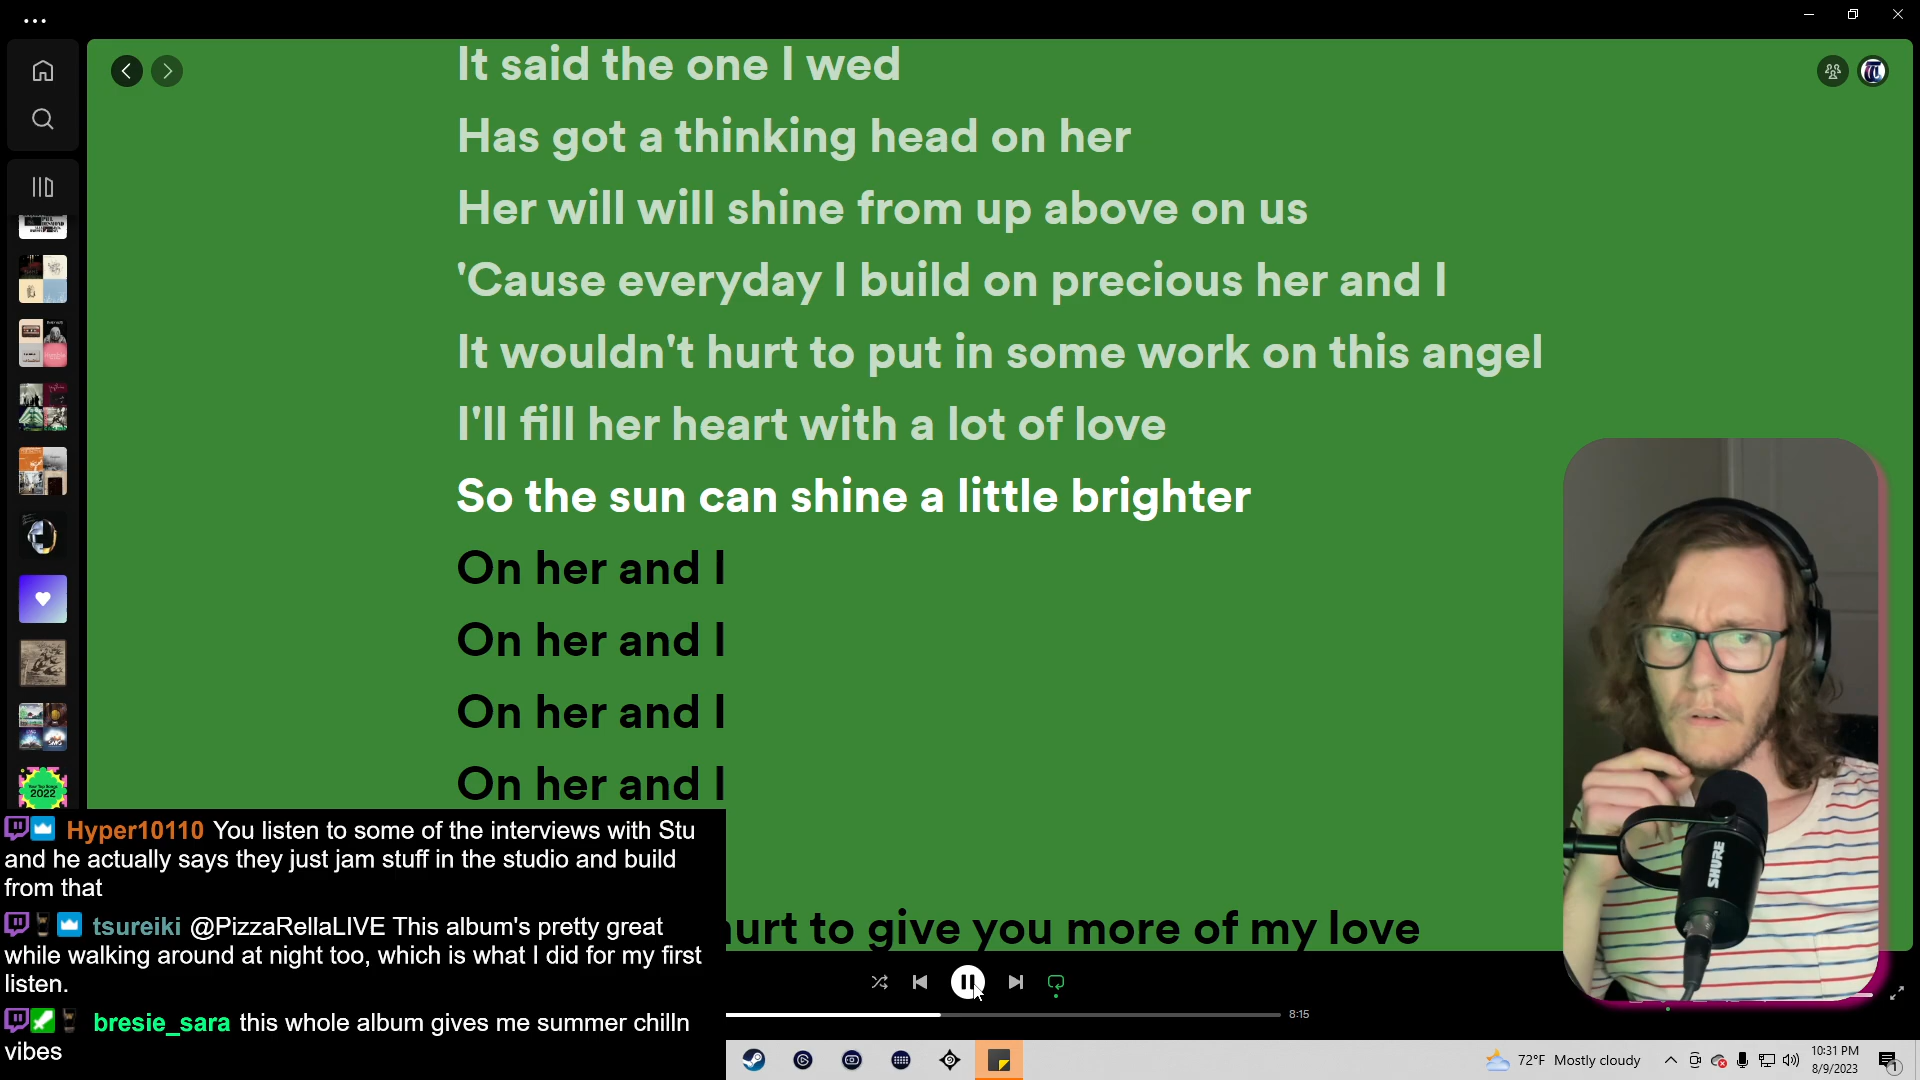 It said the one I wed
Has got a thinking head on her
Her will will shine from up above on us
'Cause everyday I build on precious her and I
It wouldn't hurt to put in some work on this angel
I'll fill her heart with a lot of love
So the sun can shine a little brighter
On her and I
On her and I
On her and I
On her and I
hurt to give you more of my love
2022
Hyper10110 You listen to some of the interviews with Stu
and he actually says they just jam stuff in the studio and build
from that
tsureiki @PizzaRellaLIVE This album's pretty great
while walking around at night too, which is what I did for my first
listen.
bresie_sara this whole album gives me summer chilln
vibes
SHURE
8:15
72°F Mostly cloudy
10:31 PM
8/9/2023
1